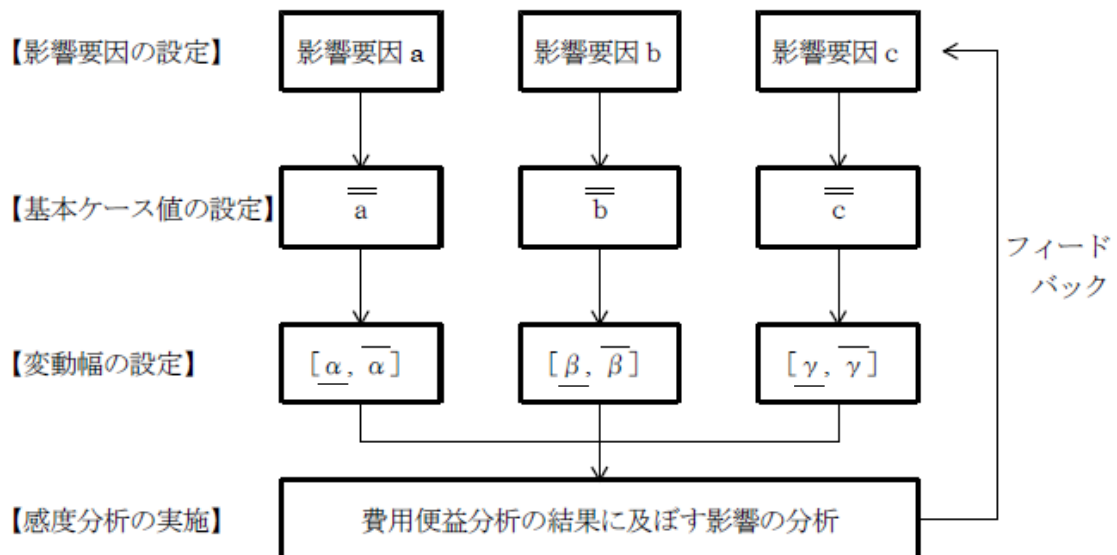 【影響要因の設定】 影響要因 a 影響要因 b 影響要因 c
【基本ケース値の設定】 a̿ b̿ c̿
フィード
バック
【変動幅の設定】 [α̲, α̅] [β̲, β̅] [γ̲, γ̅]
【感度分析の実施】 費用便益分析の結果に及ぼす影響の分析